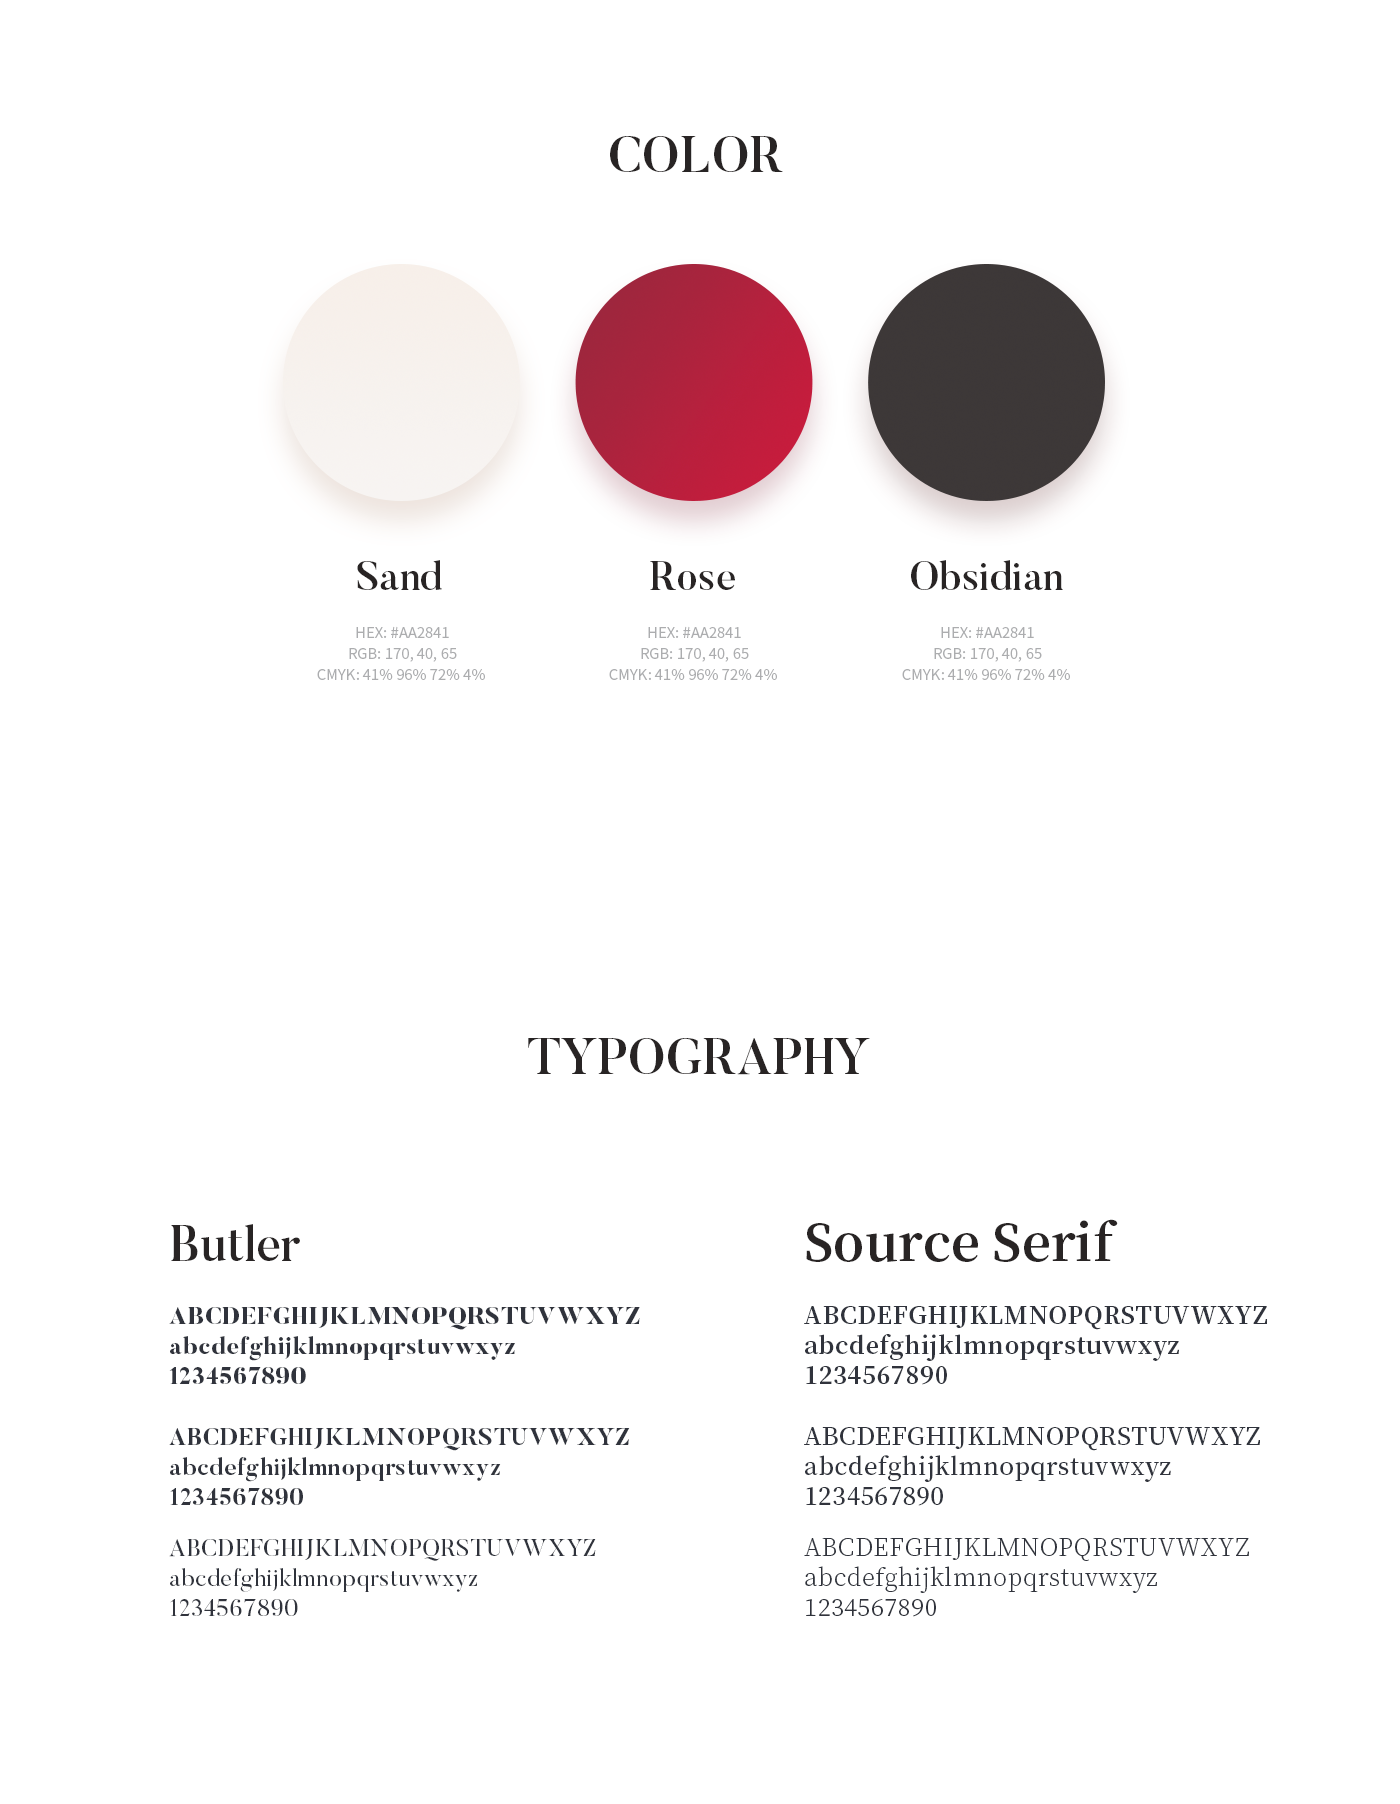 COLOR
Sand
HEX: #AA2841
RGB: 170, 40, 65
CMYK: 41% 96% 72% 4%
Rose
HEX: #AA2841
RGB: 170, 40, 65
CMYK: 41% 96% 72% 4%
Obsidian
HEX: #AA2841
RGB: 170, 40, 65
CMYK: 41% 96% 72% 4%
TYPOGRAPHY
Butler
ABCDEFGHIJKLMNOPQRSTUVWXYZ
abcdefghijklmnopqrstuvwxyz
1234567890
ABCDEFGHIJKLMNOPQRSTUVWXYZ
abcdefghijklmnopqrstuvwxyz
1234567890
ABCDEFGHIJKLMNOPQRSTUVWXYZ
abcdefghijklmnopqrstuvwxyz
1234567890
Source Serif
ABCDEFGHIJKLMNOPQRSTUVWXYZ
abcdefghijklmnopqrstuvwxyz
1234567890
ABCDEFGHIJKLMNOPQRSTUVWXYZ
abcdefghijklmnopqrstuvwxyz
1234567890
ABCDEFGHIJKLMNOPQRSTUVWXYZ
abcdefghijklmnopqrstuvwxyz
1234567890